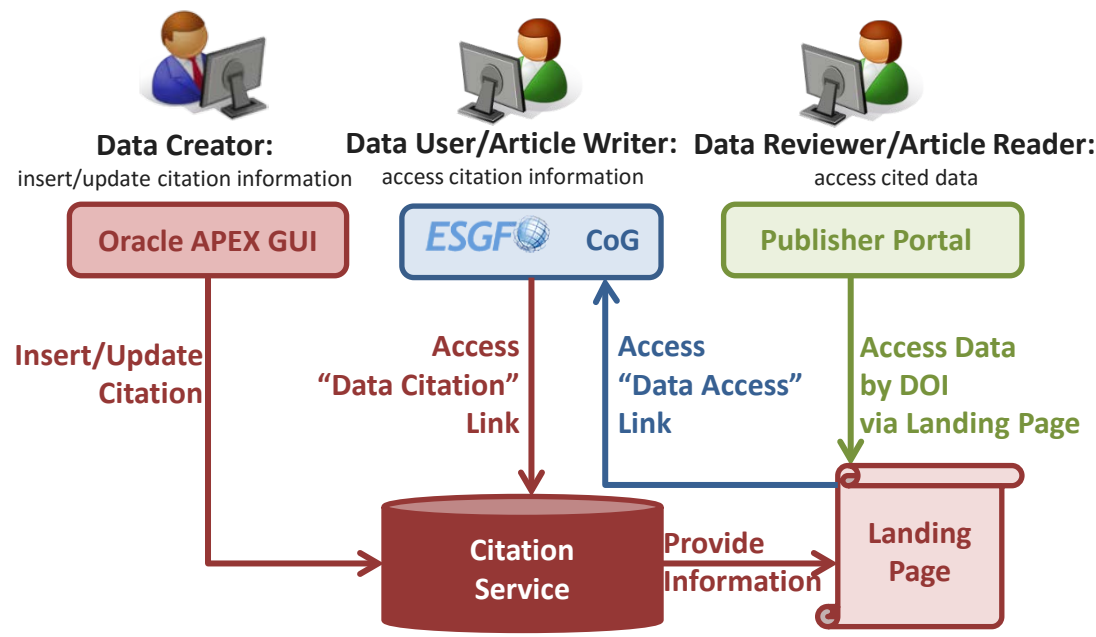 Data Creator:
insert/update citation information
Data User/Article Writer:
access citation information
Data Reviewer/Article Reader:
access cited data
Oracle APEX GUI
ESGF CoG
Publisher Portal
Insert/Update
Citation
Access
“Data Citation”
Link
Access
“Data Access”
Link
Access Data
by DOI
via Landing Page
Citation
Service
Provide
Information
Landing
Page